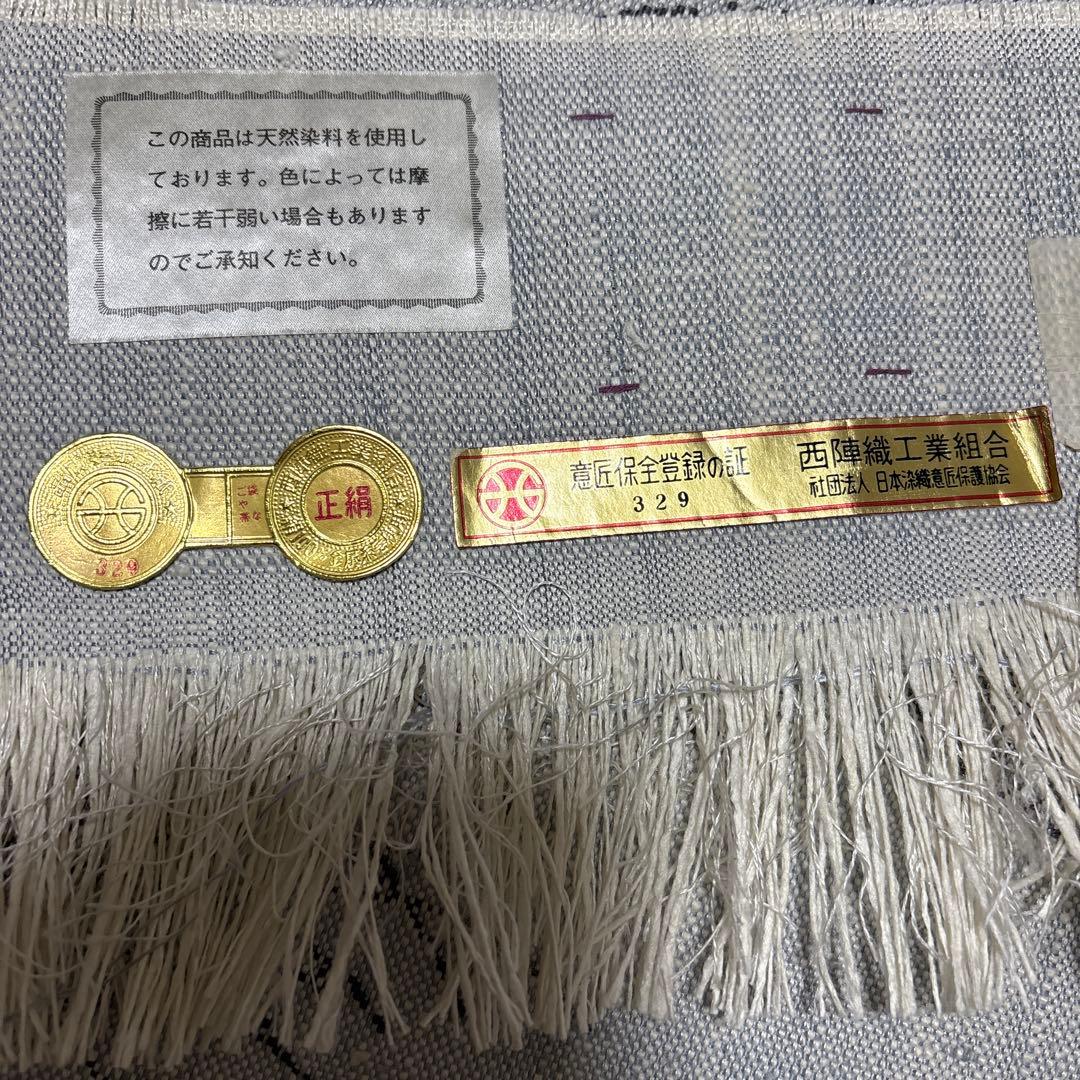 この商品は天然染料を使用し
ております。色によっては摩
擦に若干弱い場合もあります
のでご承知ください。
329
正絹
意匠保全登録の証
329
西陣織工業組合
社団法人 日本染織意匠保護協会